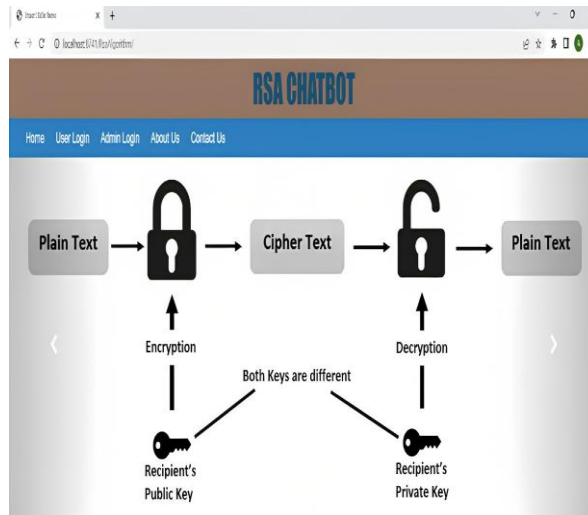 RSA CHATBOT
Home User Login Admin Login About Us Contact Us
Plain Text Cipher Text Plain Text
Encryption Decryption
Both Keys are different
Recipient's Recipient's
Public Key Private Key